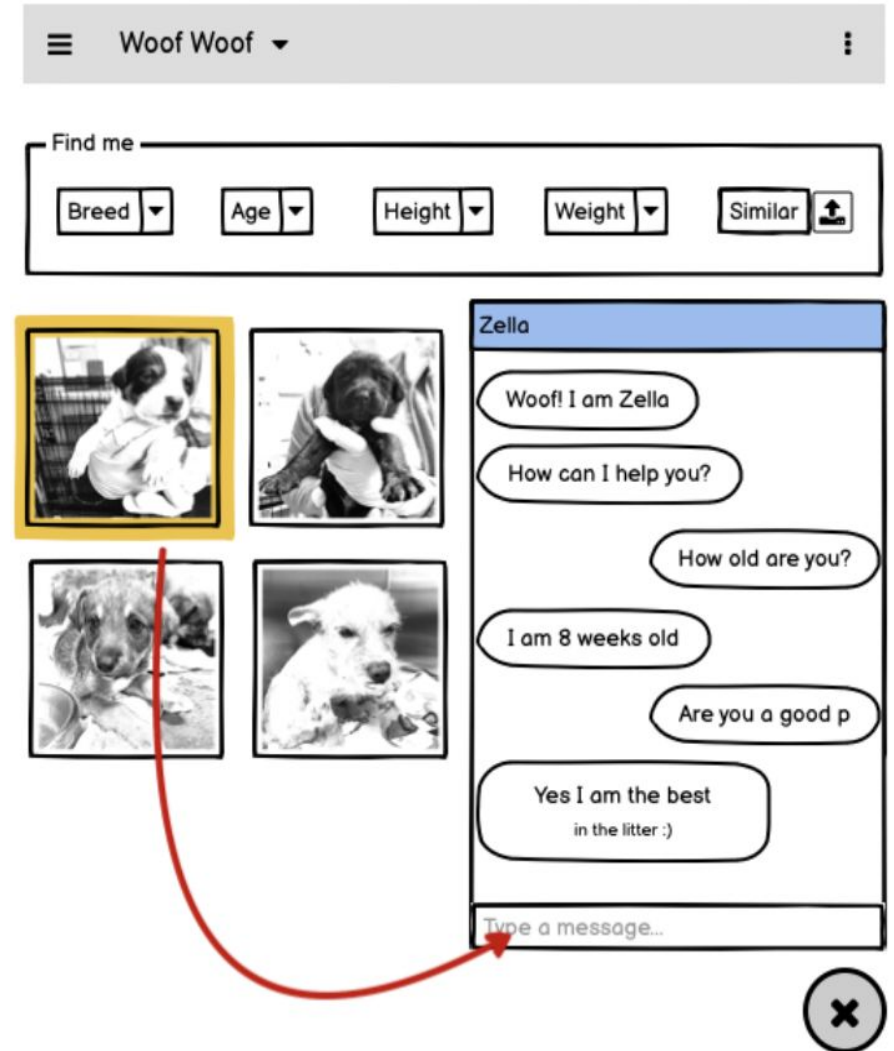 Woof Woof
Find me
Breed
Age
Height
Weight
Similar
Zella
Woof! I am Zella
How can I help you?
How old are you?
I am 8 weeks old
Are you a good p
Yes I am the best
in the litter :)
Type a message...